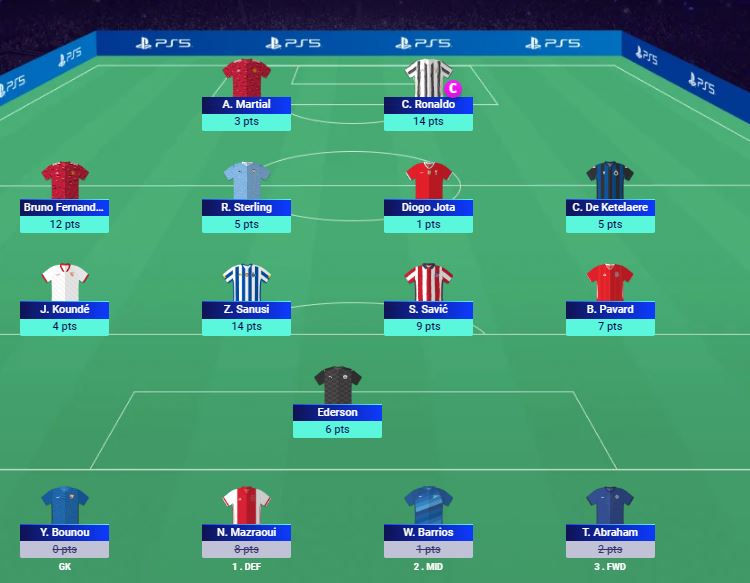 PS5 PS5 PS5 PS5
PS5 PS5 PS5 PS5
C
A. Martial C. Ronaldo
3 pts 14 pts
Bruno Fernand... R. Sterling Diogo Jota C. De Ketelaere
12 pts 5 pts 1 pts 5 pts
J. Koundé Z. Sanusi S. Savić B. Pavard
4 pts 14 pts 9 pts 7 pts
Ederson
6 pts
Y. Bounou N. Mazraoui W. Barrios T. Abraham
0 pts 8 pts 1 pts 2 pts
GK 1. DEF 2. MID 3. FWD